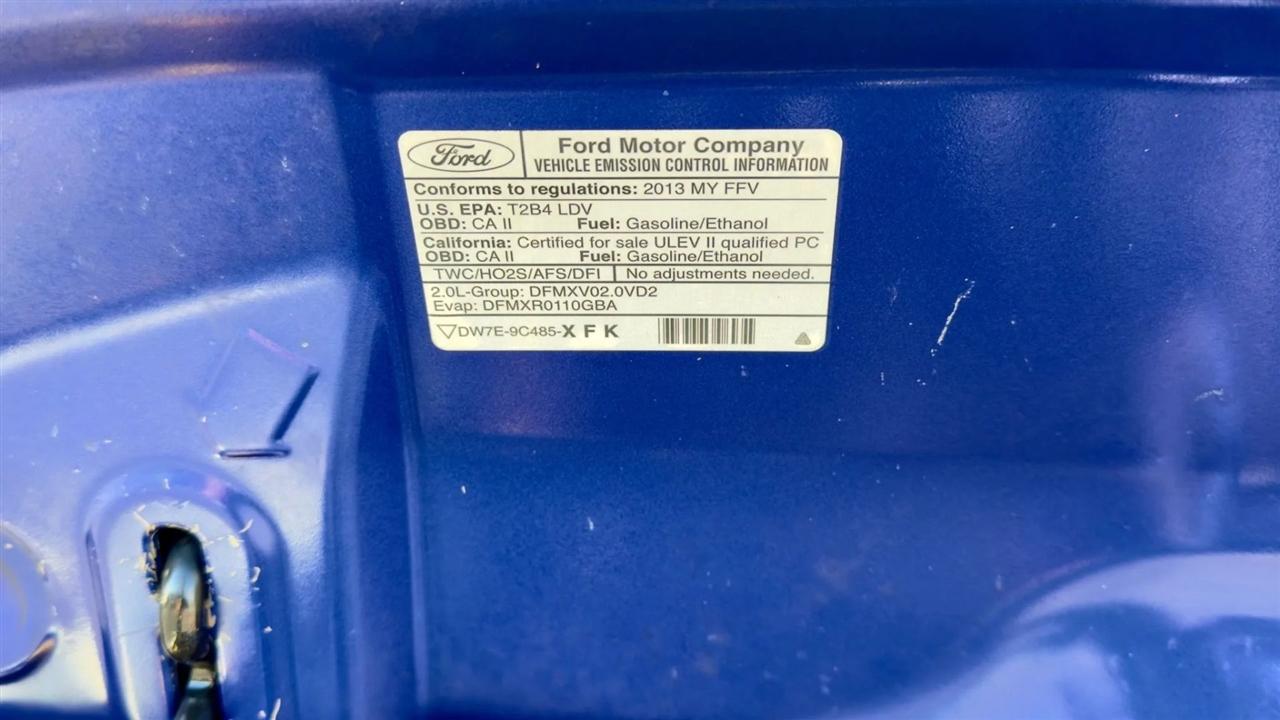 Ford
Ford Motor Company
VEHICLE EMISSION CONTROL INFORMATION
Conforms to regulations: 2013 MY FFV
U.S. EPA: T2B4 LDV
OBD: CA II Fuel: Gasoline/Ethanol
California: Certified for sale ULEV II qualified PC
OBD: CA II Fuel: Gasoline/Ethanol
TWC/HO2S/AFS/DFI No adjustments needed.
2.0L-Group: DFMXV02.0VD2
Evap: DFMXR0110GBA
DW7E-9C485-X F K